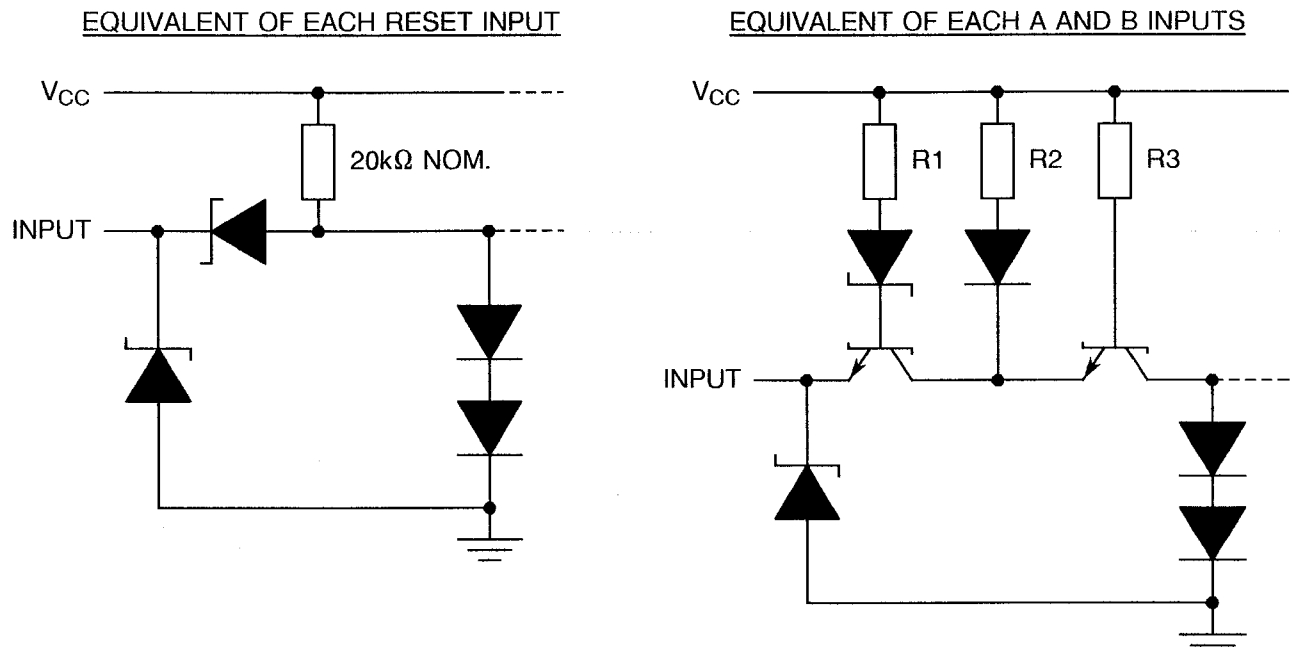 EQUIVALENT OF EACH RESET INPUT
VCC
20kΩ NOM.
INPUT
EQUIVALENT OF EACH A AND B INPUTS
VCC
R1
R2
R3
INPUT